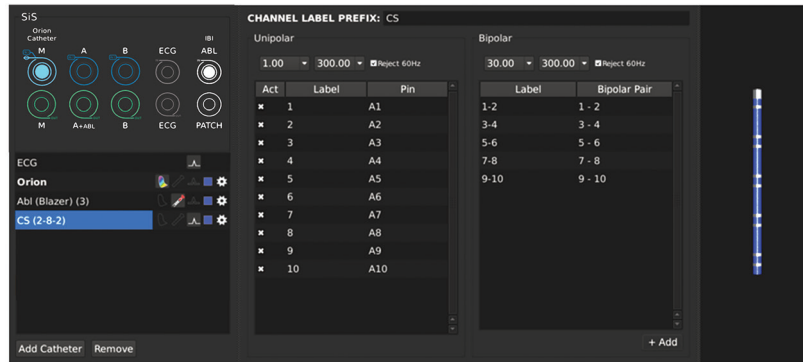 SiS
Orion
Catheter
IBI
M A B ECG ABL
M A+ABL B ECG PATCH
ECG
Orion
Abl (Blazer) (3)
CS (2-8-2)
Add Catheter Remove
CHANNEL LABEL PREFIX: CS
Unipolar
1.00 300.00 Reject 60Hz
Act Label Pin
1 A1
2 A2
3 A3
4 A4
5 A5
6 A6
7 A7
8 A8
9 A9
10 A10
Bipolar
30.00 300.00 Reject 60Hz
Label Bipolar Pair
1-2 1 - 2
3-4 3 - 4
5-6 5 - 6
7-8 7 - 8
9-10 9 - 10
+ Add